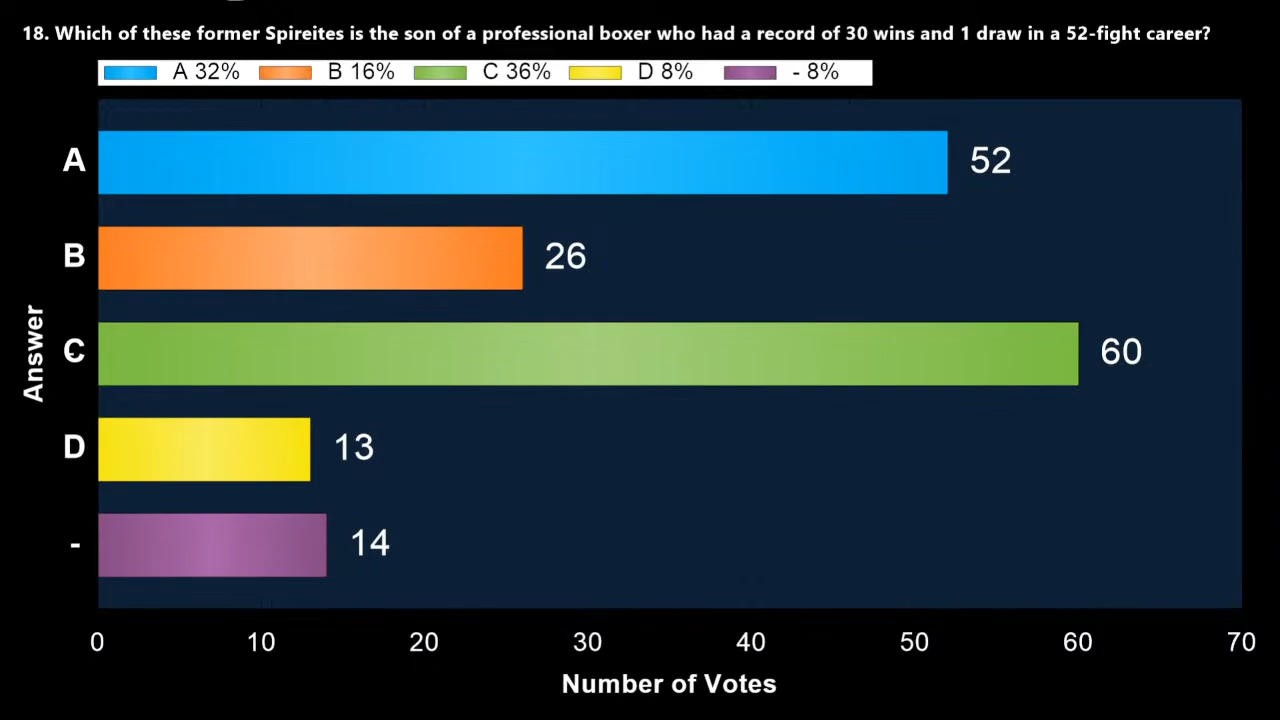 18. Which of these former Spireites is the son of a professional boxer who had a record of 30 wins and 1 draw in a 52-fight career?
A 32% B 16% C 36% D 8% - 8%
A 52
B 26
C 60
D 13
- 14
Answer
0 10 20 30 40 50 60 70
Number of Votes